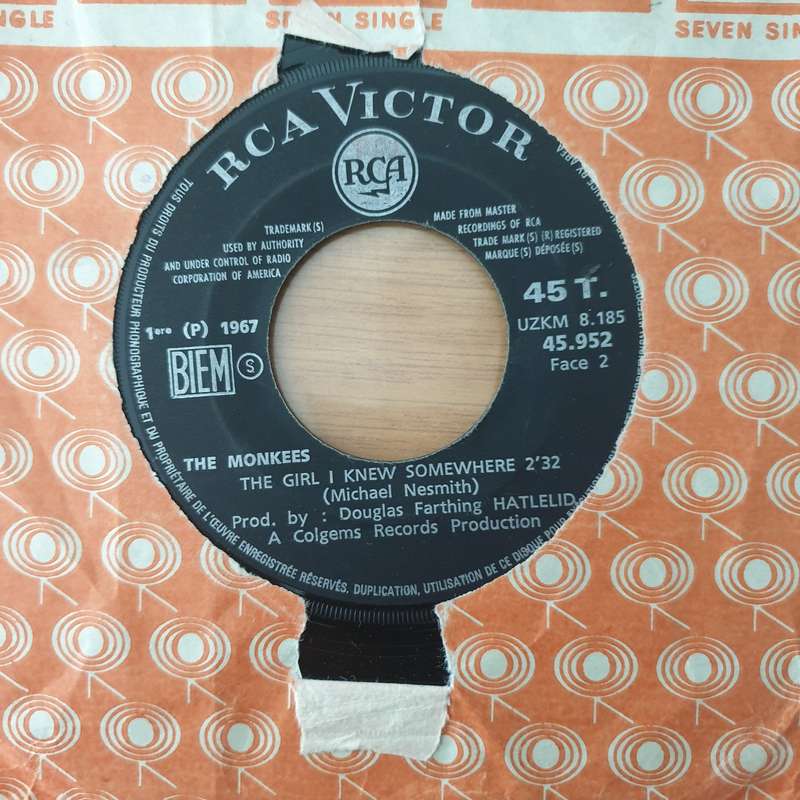 NGLE
SEVEN SINGLE
SEVEN SIN
RCA VICTOR
RCA
TRADEMARK(S)
USED BY AUTHORITY
AND UNDER CONTROL OF RADIO
CORPORATION OF AMERICA
MADE FROM MASTER
RECORDINGS OF RCA
TRADE MARK(S) (R) REGISTERED
MARQUE(S) DÉPOSÉE(S)
45 T.
UZKM 8.185
45.952
Face 2
1ere (P) 1967
BIEM
S
THE MONKEES
THE GIRL I KNEW SOMEWHERE 2'32
(Michael Nesmith)
Prod. by : Douglas Farthing HATLELID
A Colgems Records Production
TOUS DROITS DU PRODUCTEUR PHONOGRAPHIQUE ET DU PROPRIÉTAIRE DE L'ŒUVRE ENREGISTRÉE RÉSERVÉS. DUPLICATION, UTILISATION DE CE DISQUE POUR